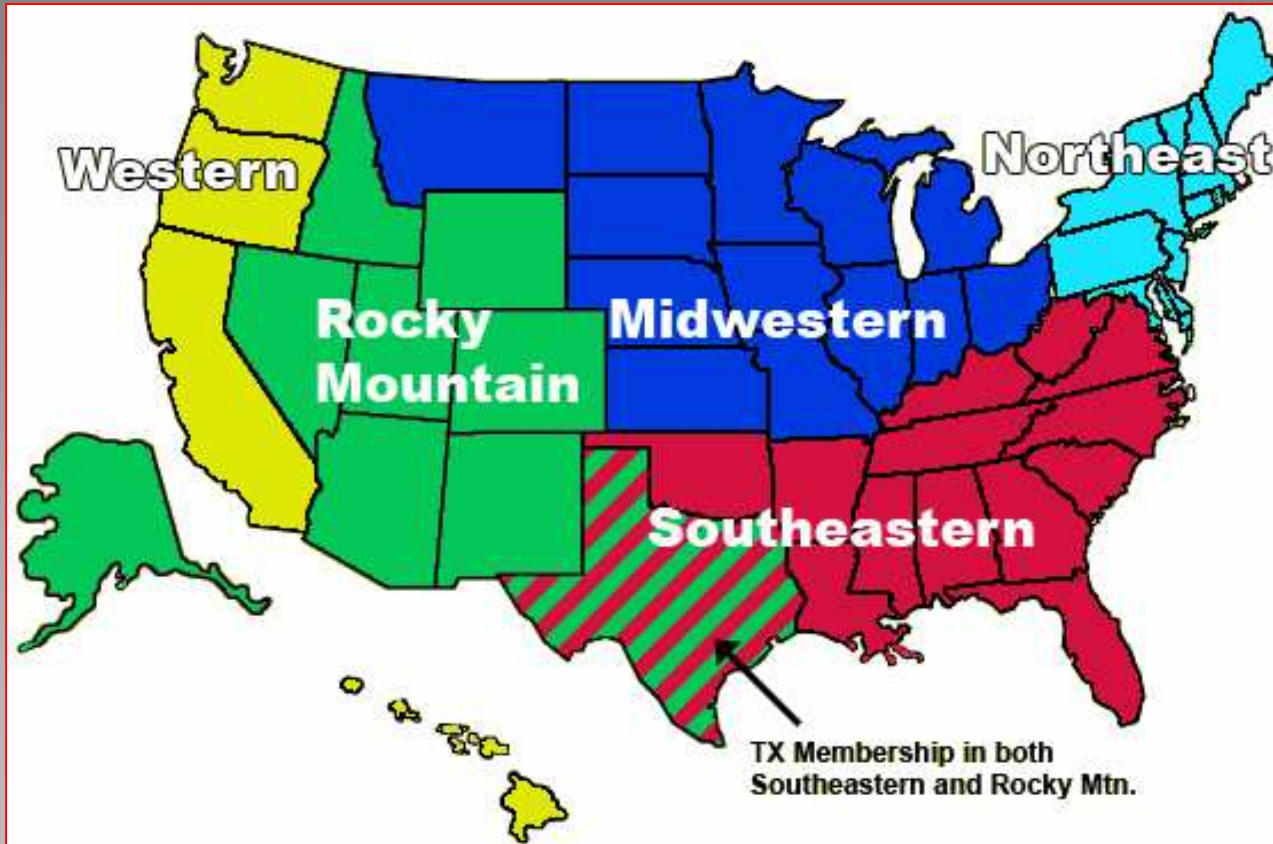 Western
Northeast
Rocky
Mountain
Midwestern
Southeastern
TX Membership in both
Southeastern and Rocky Mtn.